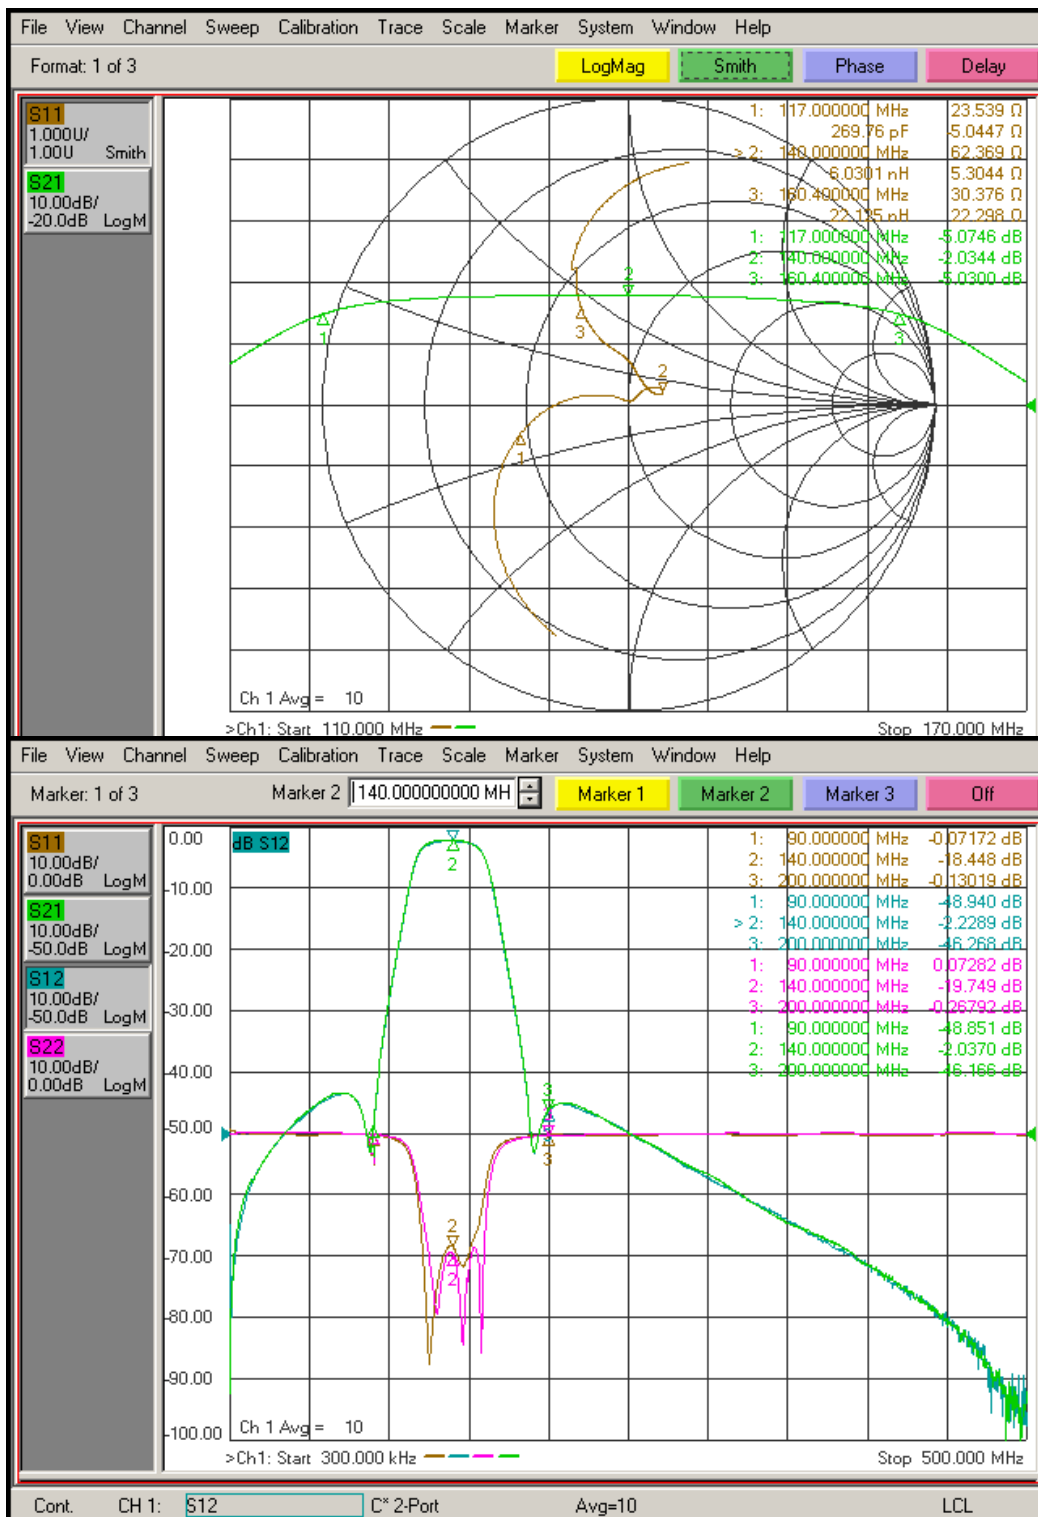 File View Channel Sweep Calibration Trace Scale Marker System Window Help
Format: 1 of 3 LogMag Smith Phase Delay
S11
1.000U/
1.00U Smith
S21
10.00dB/
-20.0dB LogM
1: 117.000000 MHz 23.539 Ω
269.76 pF -5.0447 Ω
> 2: 140.000000 MHz 62.369 Ω
6.0301 nH 5.3044 Ω
3: 160.400000 MHz 30.376 Ω
22.125 nH 22.298 Ω
1: 117.000000 MHz -5.0746 dB
2: 140.000000 MHz -2.0344 dB
3: 160.400000 MHz -5.0300 dB
2
1
3
3
2
1
Ch 1 Avg = 10
>Ch1: Start 110.000 MHz Stop 170.000 MHz
File View Channel Sweep Calibration Trace Scale Marker System Window Help
Marker: 1 of 3 Marker 2 140.000000000 MH Marker 1 Marker 2 Marker 3 Off
S11
10.00dB/
0.00dB LogM
S21
10.00dB/
-50.0dB LogM
S12
10.00dB/
-50.0dB LogM
S22
10.00dB/
0.00dB LogM
dB S12
0.00
-10.00
-20.00
-30.00
-40.00
-50.00
-60.00
-70.00
-80.00
-90.00
-100.00
1: 90.000000 MHz -0.07172 dB
2: 140.000000 MHz -18.448 dB
3: 200.000000 MHz -0.13019 dB
1: 90.000000 MHz -48.940 dB
> 2: 140.000000 MHz -2.2289 dB
3: 200.000000 MHz -46.268 dB
1: 90.000000 MHz 0.07282 dB
2: 140.000000 MHz -19.749 dB
3: 200.000000 MHz -0.26792 dB
1: 90.000000 MHz -48.851 dB
2: 140.000000 MHz -2.0370 dB
3: 200.000000 MHz -46.166 dB
2
3
3
2
2
Ch 1 Avg = 10
>Ch1: Start 300.000 kHz Stop 500.000 MHz
Cont. CH 1: S12 C* 2-Port Avg=10 LCL